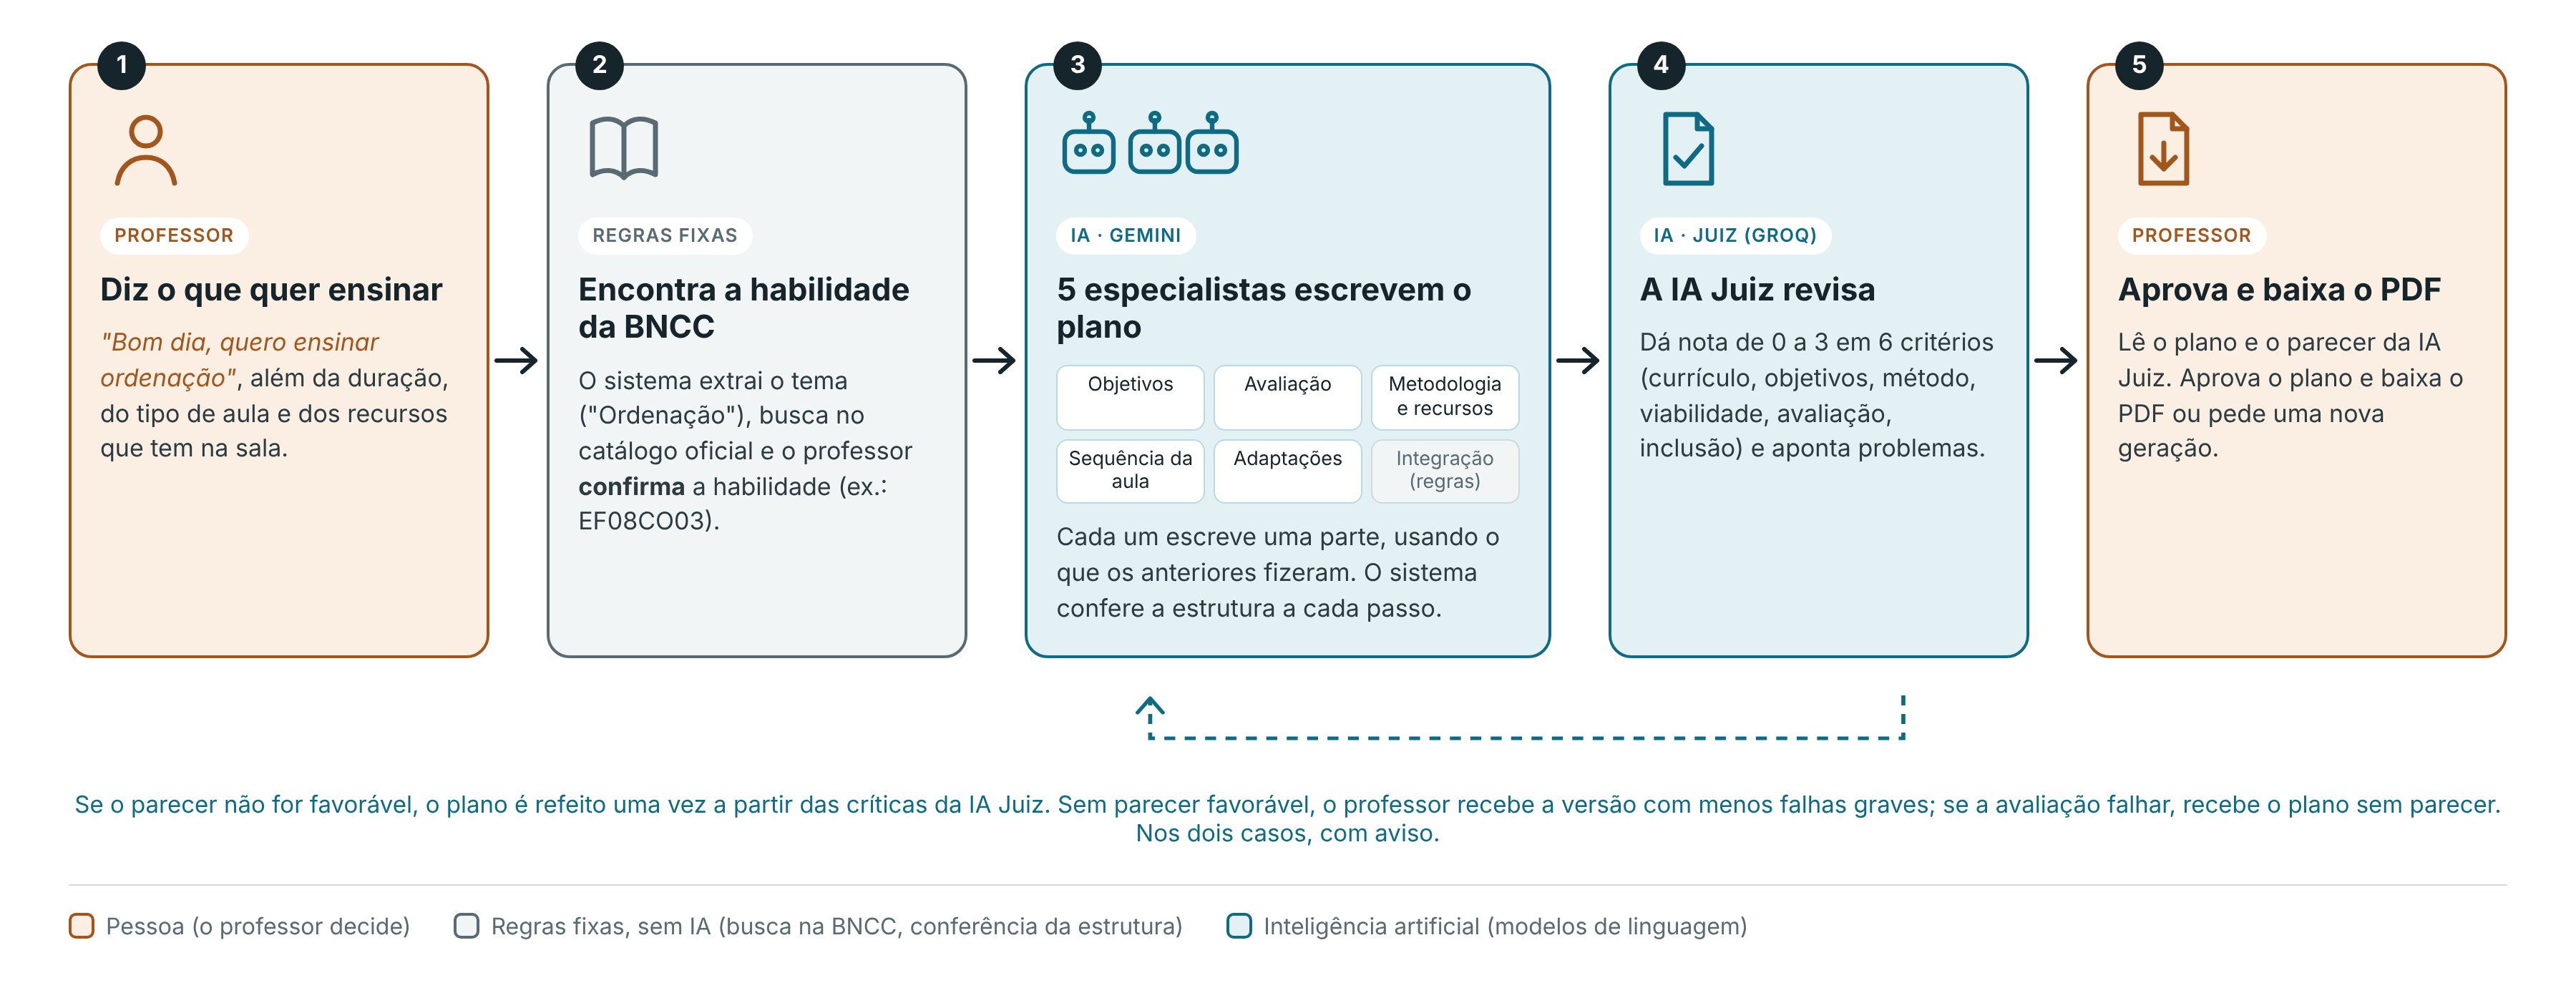 1
PROFESSOR
Diz o que quer ensinar
"Bom dia, quero ensinar
ordenação", além da duração,
do tipo de aula e dos recursos
que tem na sala.
2
REGRAS FIXAS
Encontra a habilidade
da BNCC
O sistema extrai o tema
("Ordenação"), busca no
catálogo oficial e o professor
confirma a habilidade (ex.:
EF08CO03).
3
IA · GEMINI
5 especialistas escrevem o
plano
Objetivos
Avaliação
Metodologia
e recursos
Sequência da
aula
Adaptações
Integração
(regras)
Cada um escreve uma parte, usando o
que os anteriores fizeram. O sistema
confere a estrutura a cada passo.
4
IA · JUIZ (GROQ)
A IA Juiz revisa
Dá nota de 0 a 3 em 6 critérios
(currículo, objetivos, método,
viabilidade, avaliação,
inclusão) e aponta problemas.
5
PROFESSOR
Aprova e baixa o PDF
Lê o plano e o parecer da IA
Juiz. Aprova o plano e baixa o
PDF ou pede uma nova
geração.
Se o parecer não for favorável, o plano é refeito uma vez a partir das críticas da IA Juiz. Sem parecer favorável, o professor recebe a versão com menos falhas graves; se a avaliação falhar, recebe o plano sem parecer.
Nos dois casos, com aviso.
Pessoa (o professor decide)
Regras fixas, sem IA (busca na BNCC, conferência da estrutura)
Inteligência artificial (modelos de linguagem)